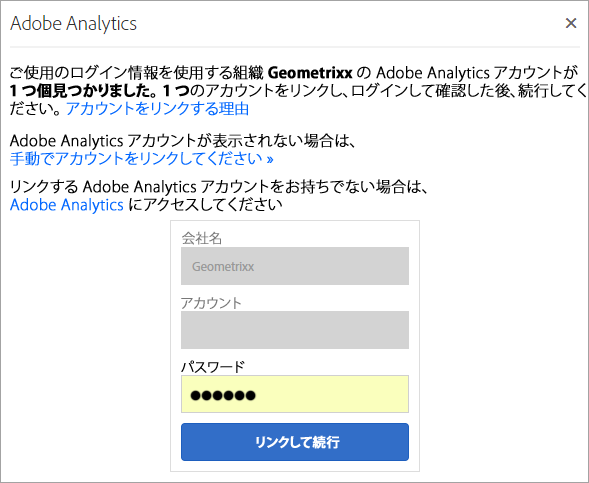 Adobe Analytics
ご使用のログイン情報を使用する組織 Geometrixx の Adobe Analytics アカウントが
1 つ個見つかりました。1 つのアカウントをリンクし、ログインして確認した後、続行してく
ださい。アカウントをリンクする理由
Adobe Analytics アカウントが表示されない場合は、
手動でアカウントをリンクしてください »
リンクする Adobe Analytics アカウントをお持ちでない場合は、
Adobe Analytics にアクセスしてください
会社名
Geometrixx
アカウント
パスワード
●●●●●●
リンクして続行